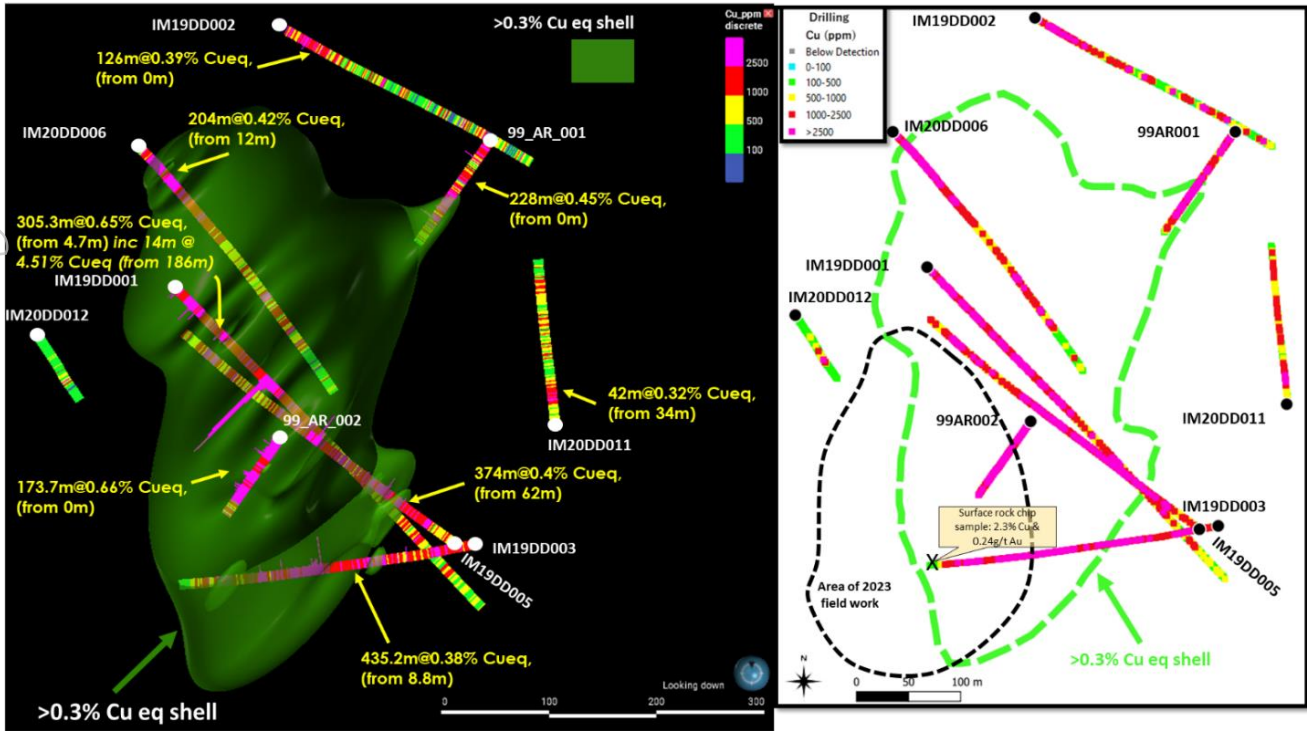 IM19DD002
>0.3% Cu eq shell
Cu_ppm
discrete
2500
1000
500
100
126m@0.39% Cueq,
(from 0m)
IM20DD006
204m@0.42% Cueq,
(from 12m)
99_AR_001
228m@0.45% Cueq,
(from 0m)
305.3m@0.65% Cueq,
(from 4.7m) inc 14m @
4.51% Cueq (from 186m)
IM19DD001
IM20DD012
42m@0.32% Cueq,
(from 34m)
IM20DD011
99_AR_002
173.7m@0.66% Cueq,
(from 0m)
374m@0.4% Cueq,
(from 62m)
IM19DD003
IM19DD005
435.2m@0.38% Cueq,
(from 8.8m)
>0.3% Cu eq shell
Looking down
0 100 200 300
Drilling
Cu (ppm)
Below Detection
0-100
100-500
500-1000
1000-2500
>2500
IM19DD002
IM20DD006
99AR001
IM19DD001
IM20DD012
99AR002
IM20DD011
IM19DD003
IM19DD005
Surface rock chip
sample: 2.3% Cu &
0.24g/t Au
X
Area of 2023
field work
>0.3% Cu eq shell
N
0 50 100 m